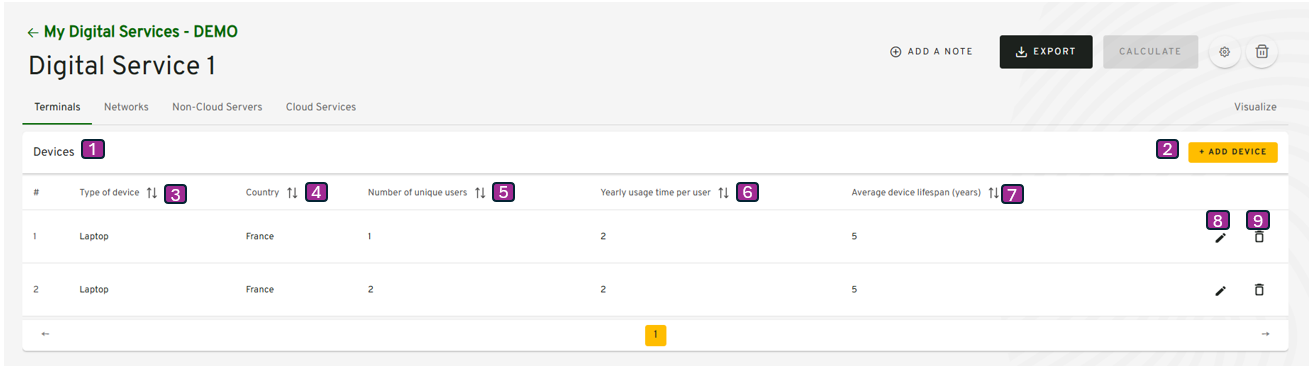 ← My Digital Services - DEMO
Digital Service 1
ADD A NOTE EXPORT CALCULATE
Terminals Networks Non-Cloud Servers Cloud Services Visualize
Devices 1 2 + ADD DEVICE
# Type of device 3 Country 4 Number of unique users 5 Yearly usage time per user 6 Average device lifespan (years) 7
8 9
1 Laptop France 1 2 5
2 Laptop France 2 2 5
← 1 →